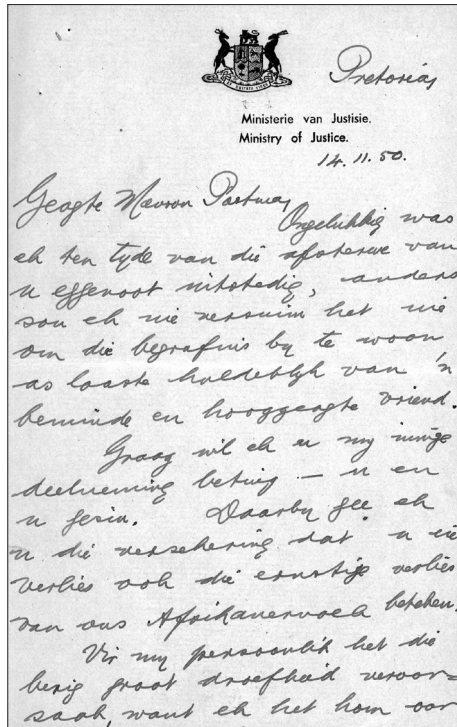 Pretoria,
Ministerie van Justisie.
Ministry of Justice.
14.11.50.
Geagte Mevrou Postma,
Ongelukkig was
ek ten tyde van die afsterwe van
u eggenoot uitstedig, anders
sou ek nie versuim het nie
om die begrafnis by te woon
as laaste huldeblyk van 'n
beminde en hooggeagte vriend.
Graag wil ek u my innige
deelneming betuig – u en
u gesin. Daarby gee ek
u die versekering dat u eie
verlies ook die ernstige verlies
van ons Afrikanervolk beteken.
Vir my persoonlik het die
berig groot droefheid veroor=
saak, want ek het hom oor